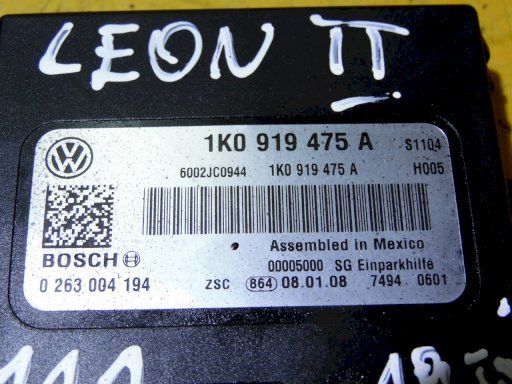 LEON II
1K0 919 475 A S1104
6002JC0944 1K0 919 475 A H005
Assembled in Mexico
BOSCH 00005000 SG Einparkhilfe
0 263 004 194 ZSC 864 08.01.08 7494 0601